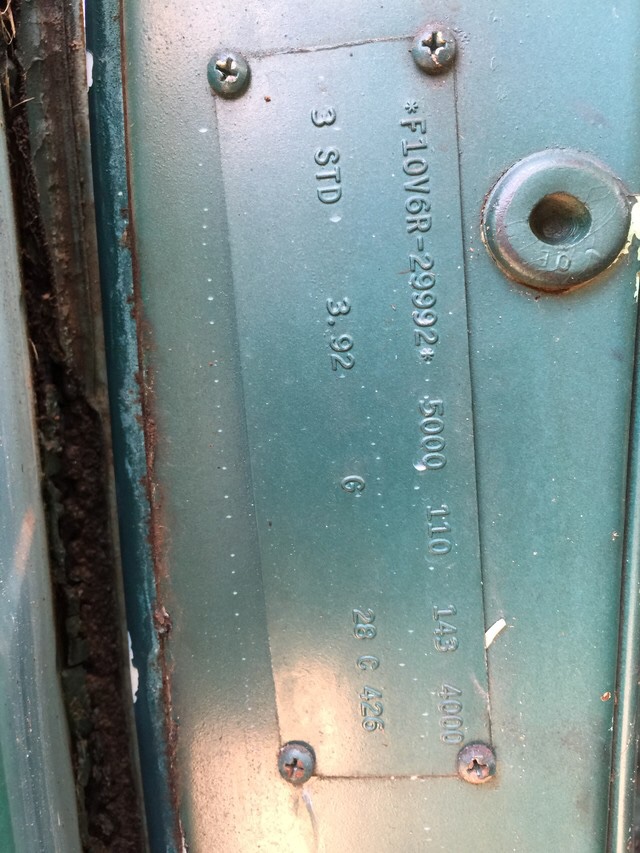 *F10V6R-29992* 5000 110 143 4000
3 STD 3.92 G 28 G 426